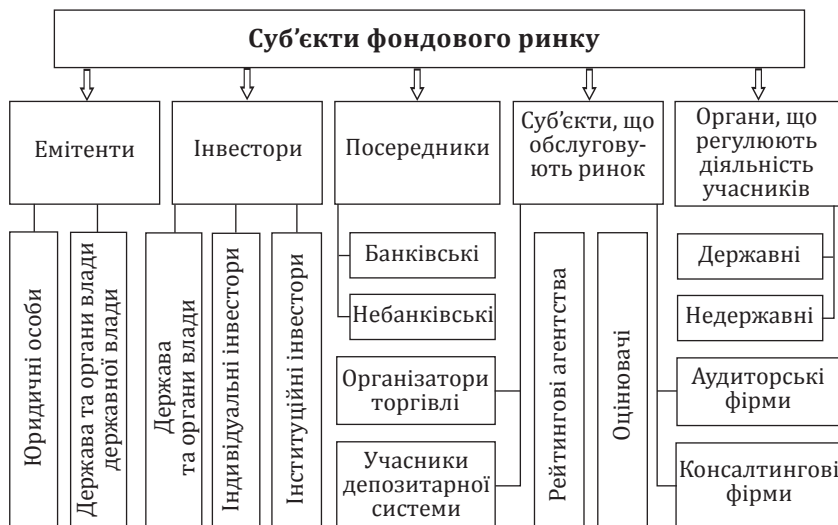 Суб’єкти фондового ринку
Емітенти
Інвестори
Посередники
Суб’єкти, що
обслугову-
ють ринок
Органи, що
регулюють
діяльність
учасників
Юридичні особи
Держава та органи влади
державної влади
Держава
та органи влади
Індивідуальні інвестори
Інституційні інвестори
Банківські
Небанківські
Організатори
торгівлі
Учасники
депозитарної
системи
Рейтингові агентства
Оцінювачі
Державні
Недержавні
Аудиторські
фірми
Консалтингові
фірми